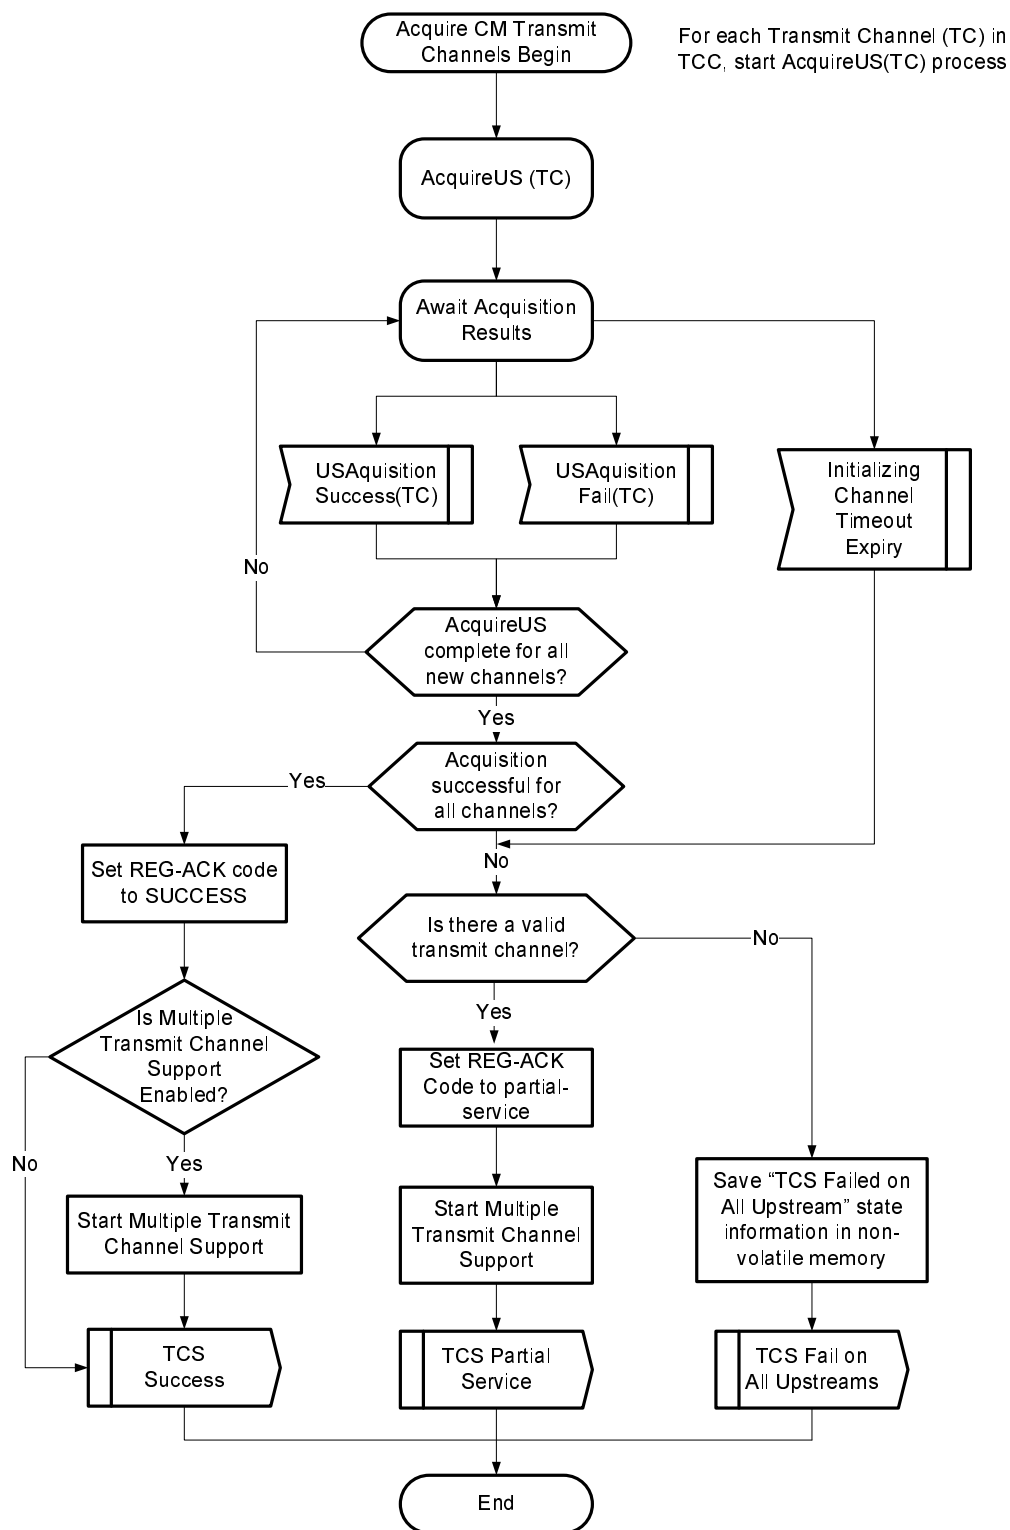 Acquire CM Transmit
Channels Begin
For each Transmit Channel (TC) in
TCC, start AcquireUS(TC) process
AcquireUS (TC)
Await Acquisition
Results
USAquisition
Success(TC)
USAquisition
Fail(TC)
Initializing
Channel
Timeout
Expiry
No
AcquireUS
complete for all
new channels?
Yes
Acquisition
successful for
all channels?
Yes
No
Set REG-ACK code
to SUCCESS
Is there a valid
transmit channel?
No
Yes
Is Multiple
Transmit Channel
Support
Enabled?
Set REG-ACK
Code to partial-
service
No
Yes
Start Multiple Transmit
Channel Support
Start Multiple
Transmit Channel
Support
Save “TCS Failed on
All Upstream” state
information in non-
volatile memory
TCS
Success
TCS Partial
Service
TCS Fail on
All Upstreams
End